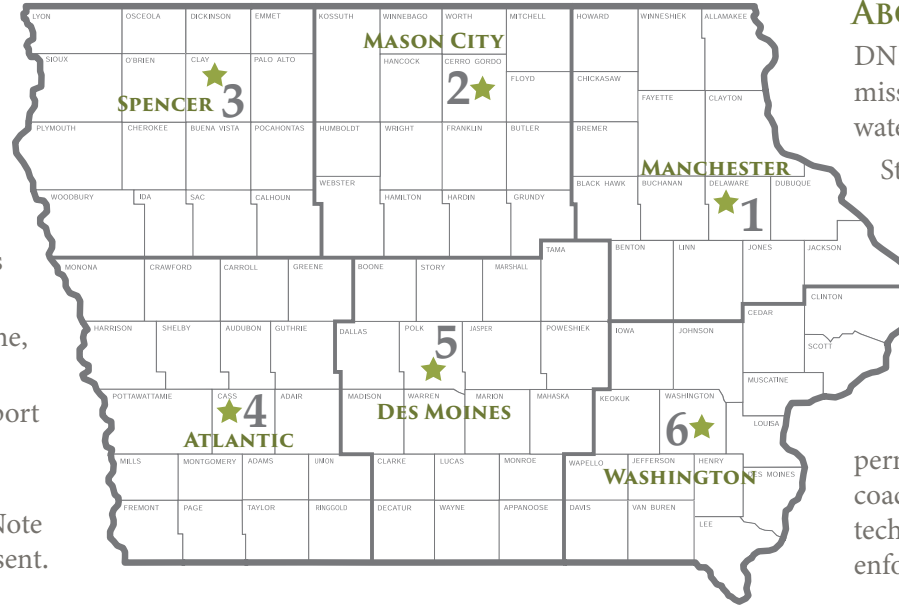 LYON OSCEOLA DICKINSON EMMET KOSSUTH WINNEBAGO WORTH MITCHELL HOWARD WINNESHIEK ALLAMAKEE
MASON CITY
SIOUX O'BRIEN CLAY PALO ALTO HANCOCK CERRO GORDO
SPENCER 3 2 FLOYD CHICKASAW
FAYETTE CLAYTON
PLYMOUTH CHEROKEE BUENA VISTA POCAHONTAS HUMBOLDT WRIGHT FRANKLIN BUTLER BREMER
MANCHESTER
WEBSTER BLACK HAWK BUCHANAN DELAWARE DUBUQUE
WOODBURY IDA SAC CALHOUN HAMILTON HARDIN GRUNDY 1
TAMA BENTON LINN JONES JACKSON
MONONA CRAWFORD CARROLL GREENE BOONE STORY MARSHALL
CLINTON
CEDAR
HARRISON SHELBY AUDUBON GUTHRIE DALLAS POLK 5 JASPER POWESHIEK IOWA JOHNSON
SCOTT
MUSCATINE
POTTAWATTAMIE CASS ADAIR MADISON WARREN MARION MAHASKA KEOKUK WASHINGTON
4 DES MOINES 6 LOUISA
ATLANTIC
MILLS MONTGOMERY ADAMS UNION CLARKE LUCAS MONROE WAPELLO JEFFERSON HENRY DES MOINES
WASHINGTON
FREMONT PAGE TAYLOR RINGGOLD DECATUR WAYNE APPANOOSE DAVIS VAN BUREN
LEE
port
Note
sent.
DN
miss
wate
St
perm
coac
tech
enfo